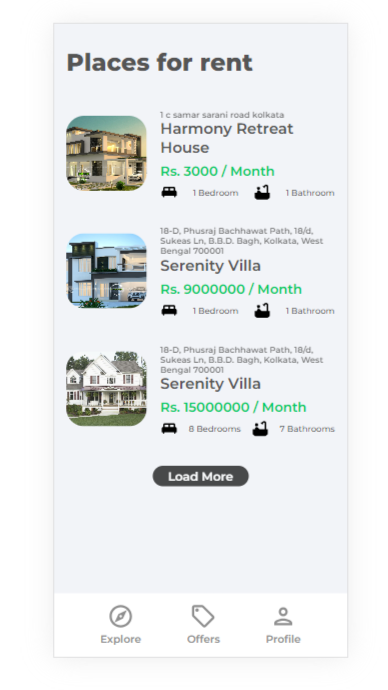 Places for rent
1 c samar sarani road kolkata
Harmony Retreat
House
Rs. 3000 / Month
1 Bedroom 1 Bathroom
18-D, Phusraj Bachhawat Path, 18/d,
Sukeas Ln, B.B.D. Bagh, Kolkata, West
Bengal 700001
Serenity Villa
Rs. 9000000 / Month
1 Bedroom 1 Bathroom
18-D, Phusraj Bachhawat Path, 18/d,
Sukeas Ln, B.B.D. Bagh, Kolkata, West
Bengal 700001
Serenity Villa
Rs. 15000000 / Month
8 Bedrooms 7 Bathrooms
Load More
Explore Offers Profile